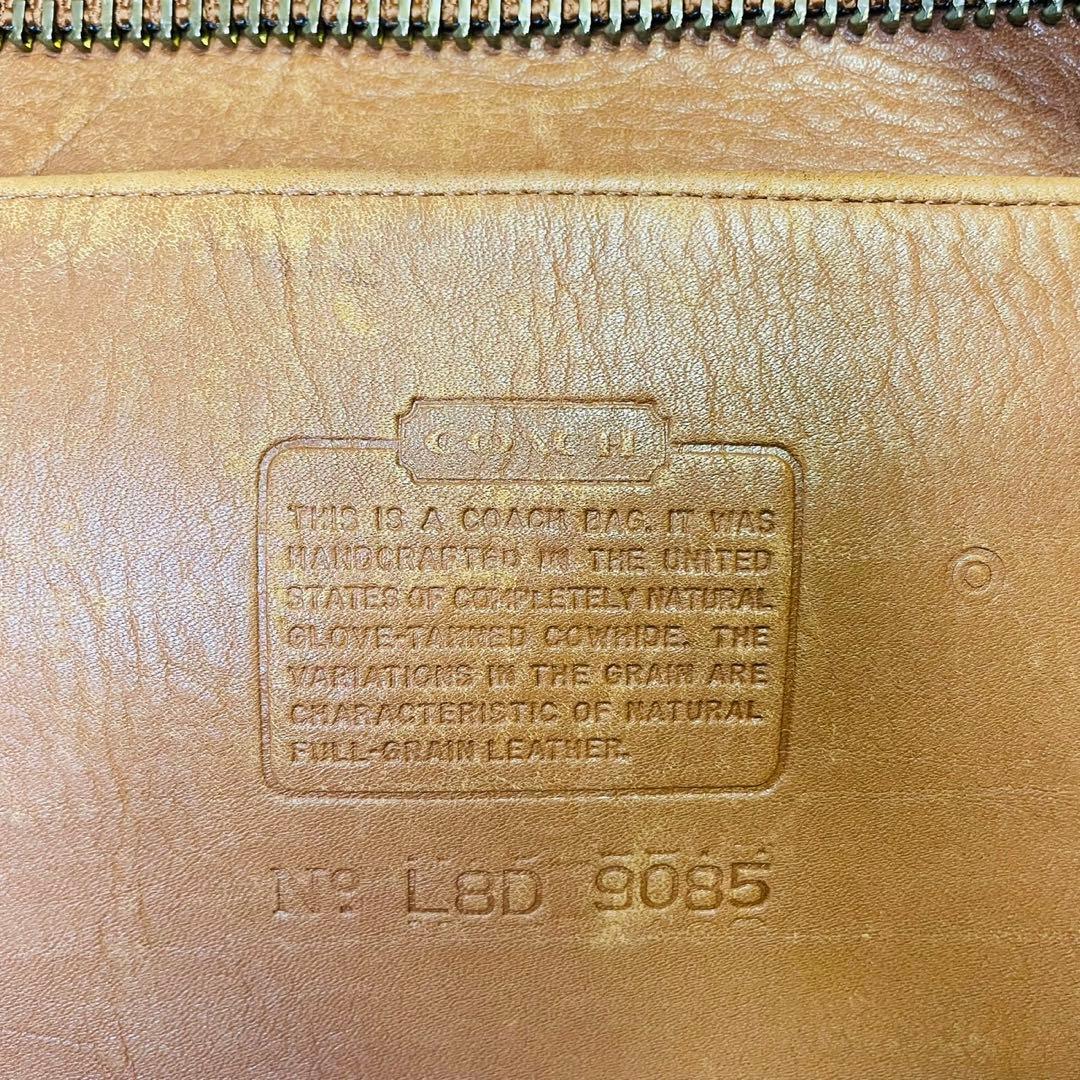 COACH
THIS IS A COACH BAG. IT WAS
HANDCRAFTED IN THE UNITED
STATES OF COMPLETELY NATURAL
GLOVE-TANNED COWHIDE. THE
VARIATIONS IN THE GRAIN ARE
CHARACTERISTIC OF NATURAL
FULL-GRAIN LEATHER.
Nº L8D 9085